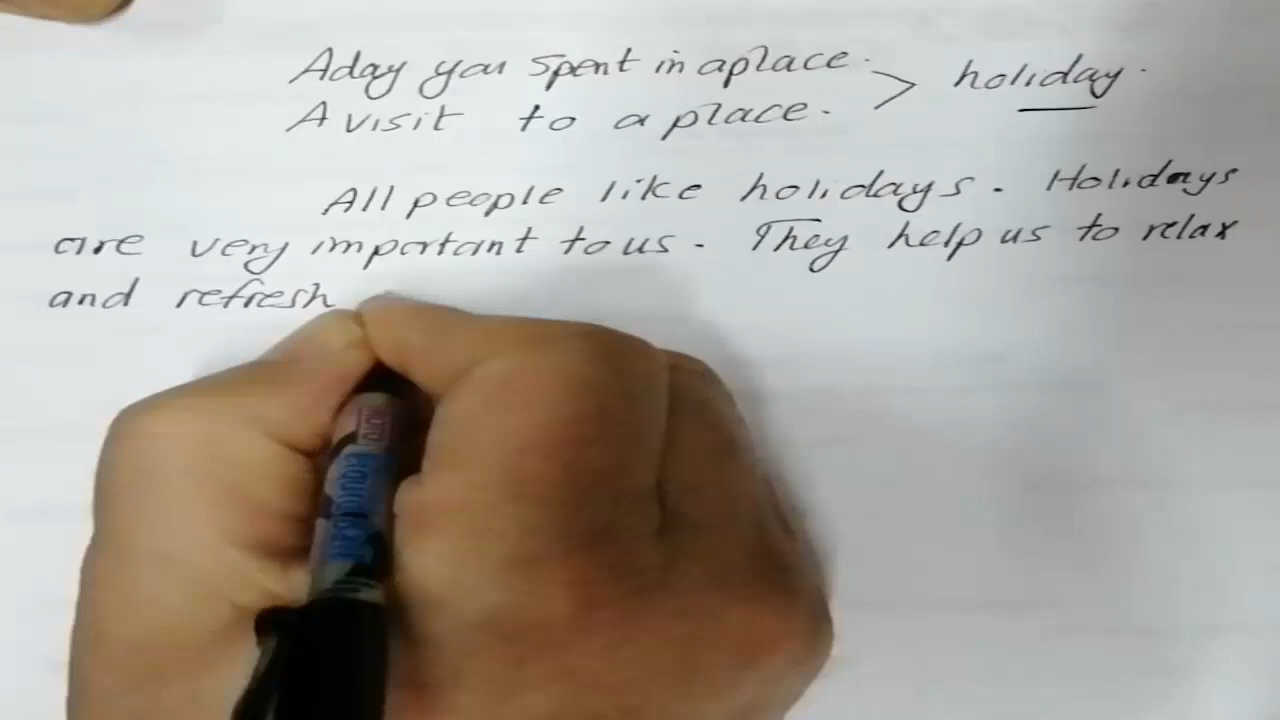 A day you spent in a place. > holiday.
A visit to a place.
All people like holidays. Holidays
are very important to us. They help us to relax
and refresh